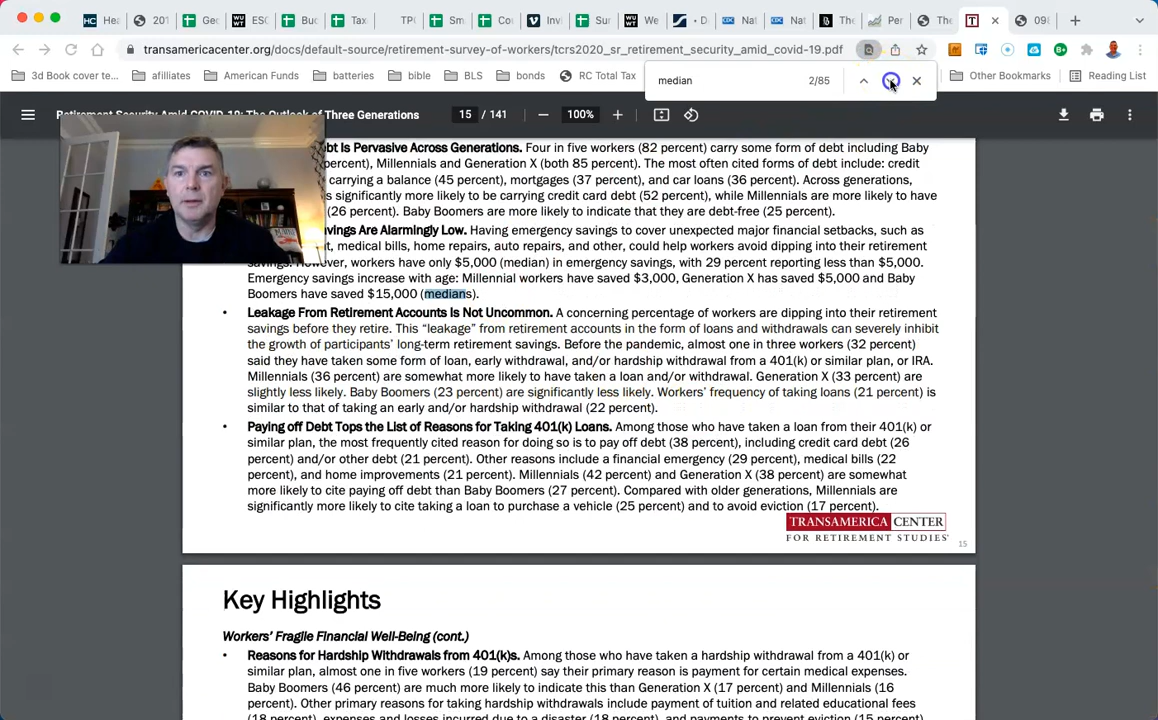 Hea
201
Geo
ESC
Buc
Tax
TPC
Sm
Co
Inv
Sur
We
D
Nat
Nat
The
Per
The
098
transamericacenter.org/docs/default-source/retirement-survey-of-workers/tcrs2020_sr_retirement_security_amid_covid-19.pdf
3d Book cover te...
afilliates
American Funds
batteries
bible
BLS
bonds
RC Total Tax
median
2/85
Other Bookmarks
Reading List
Retirement Security Amid COVID-19: The Outlook of Three Generations
15 / 141
100%
bt Is Pervasive Across Generations. Four in five workers (82 percent) carry some form of debt including Baby
percent), Millennials and Generation X (both 85 percent). The most often cited forms of debt include: credit
carrying a balance (45 percent), mortgages (37 percent), and car loans (36 percent). Across generations,
s significantly more likely to be carrying credit card debt (52 percent), while Millennials are more likely to have
(26 percent). Baby Boomers are more likely to indicate that they are debt-free (25 percent).
avings Are Alarmingly Low. Having emergency savings to cover unexpected major financial setbacks, such as
t, medical bills, home repairs, auto repairs, and other, could help workers avoid dipping into their retirement
savings. However, workers have only $5,000 (median) in emergency savings, with 29 percent reporting less than $5,000.
Emergency savings increase with age: Millennial workers have saved $3,000, Generation X has saved $5,000 and Baby
Boomers have saved $15,000 (medians).
• Leakage From Retirement Accounts Is Not Uncommon. A concerning percentage of workers are dipping into their retirement
savings before they retire. This “leakage” from retirement accounts in the form of loans and withdrawals can severely inhibit
the growth of participants’ long-term retirement savings. Before the pandemic, almost one in three workers (32 percent)
said they have taken some form of loan, early withdrawal, and/or hardship withdrawal from a 401(k) or similar plan, or IRA.
Millennials (36 percent) are somewhat more likely to have taken a loan and/or withdrawal. Generation X (33 percent) are
slightly less likely. Baby Boomers (23 percent) are significantly less likely. Workers’ frequency of taking loans (21 percent) is
similar to that of taking an early and/or hardship withdrawal (22 percent).
• Paying off Debt Tops the List of Reasons for Taking 401(k) Loans. Among those who have taken a loan from their 401(k) or
similar plan, the most frequently cited reason for doing so is to pay off debt (38 percent), including credit card debt (26
percent) and/or other debt (21 percent). Other reasons include a financial emergency (29 percent), medical bills (22
percent), and home improvements (21 percent). Millennials (42 percent) and Generation X (38 percent) are somewhat
more likely to cite paying off debt than Baby Boomers (27 percent). Compared with older generations, Millennials are
significantly more likely to cite taking a loan to purchase a vehicle (25 percent) and to avoid eviction (17 percent).
TRANSAMERICA CENTER
FOR RETIREMENT STUDIES
15
Key Highlights
Workers’ Fragile Financial Well-Being (cont.)
• Reasons for Hardship Withdrawals from 401(k)s. Among those who have taken a hardship withdrawal from a 401(k) or
similar plan, almost one in five workers (19 percent) say their primary reason is payment for certain medical expenses.
Baby Boomers (46 percent) are much more likely to indicate this than Generation X (17 percent) and Millennials (16
percent). Other primary reasons for taking hardship withdrawals include payment of tuition and related educational fees
(18 percent), expenses and losses incurred due to a disaster (18 percent), and payments to prevent eviction (15 percent)